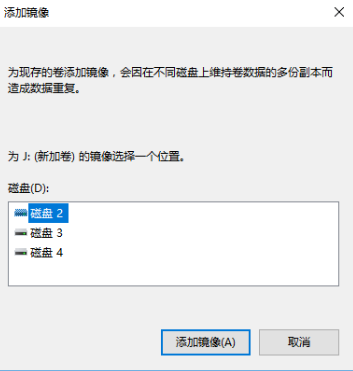 添加镜像
为现存的卷添加镜像，会因在不同磁盘上维持卷数据的多份副本而
造成数据重复。
为 J: (新加卷) 的镜像选择一个位置。
磁盘(D):
磁盘 2
磁盘 3
磁盘 4
添加镜像(A)
取消